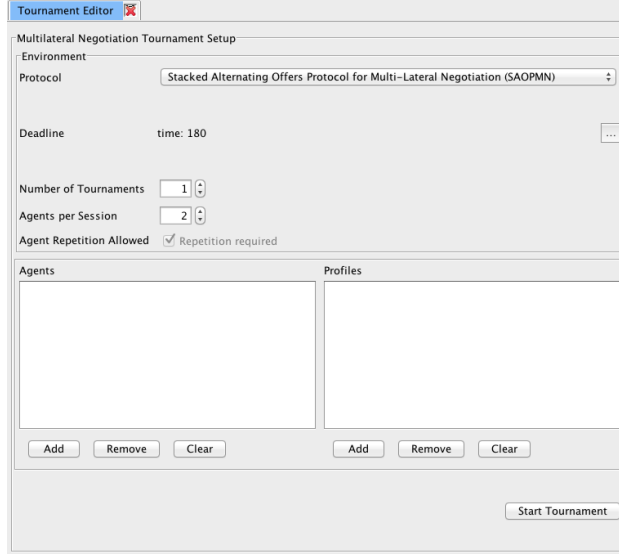 Tournament Editor
Multilateral Negotiation Tournament Setup
Environment
Protocol Stacked Alternating Offers Protocol for Multi-Lateral Negotiation (SAOPMN)
Deadline time: 180 ...
Number of Tournaments 1
Agents per Session 2
Agent Repetition Allowed Repetition required
Agents Profiles
Add Remove Clear Add Remove Clear
Start Tournament